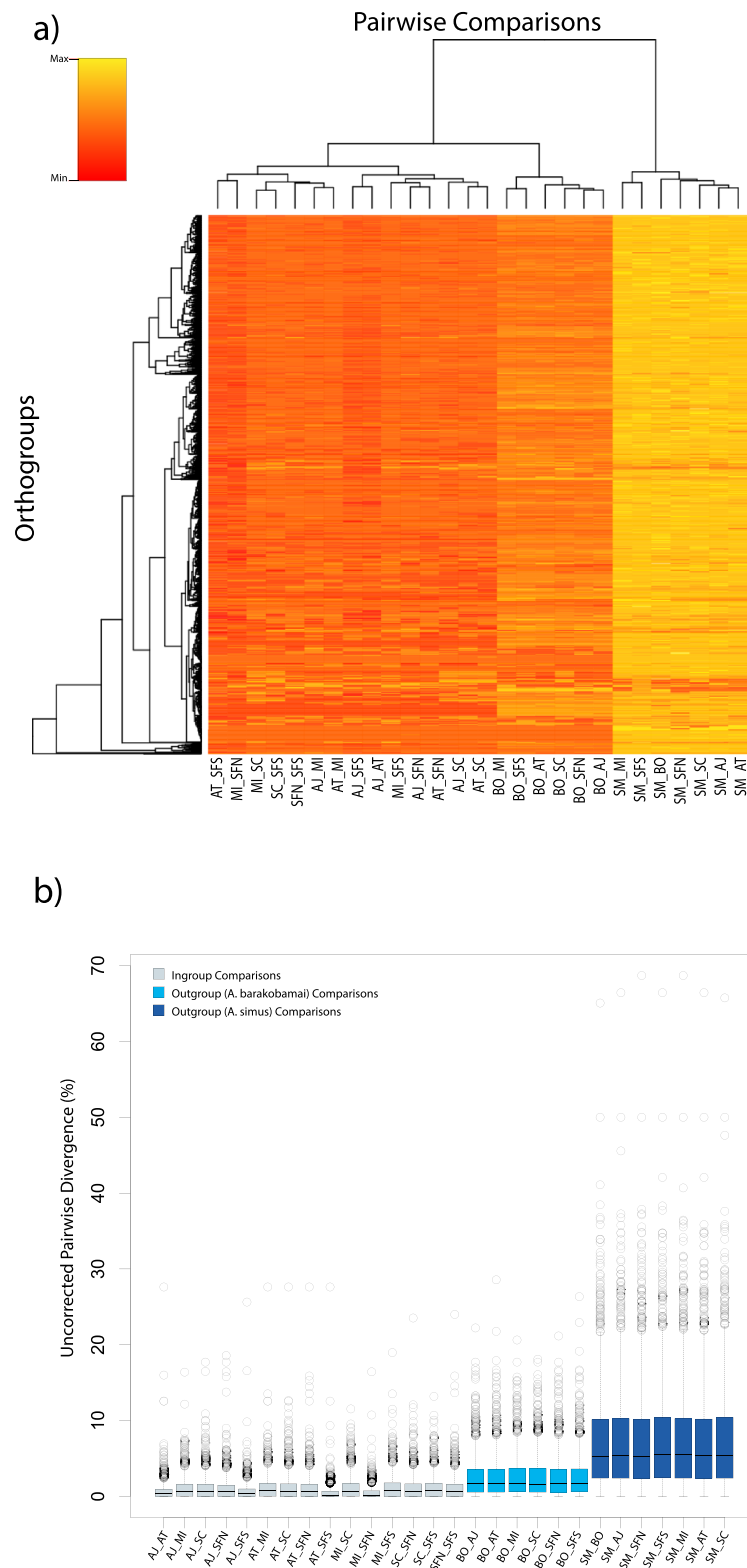 a)
Pairwise Comparisons
Max
Min
Orthogroups
AT_SFS
MI_SFN
MI_SC
SC_SFS
SFN_SFS
AJ_MI
AT_MI
AJ_SFS
AJ_AT
MI_SFS
AJ_SFN
AT_SFN
AJ_SC
AT_SC
BO_MI
BO_SFS
BO_AT
BO_SC
BO_SFN
BO_AJ
SM_MI
SM_SFS
SM_BO
SM_SFN
SM_SC
SM_AJ
SM_AT
b)
Uncorrected Pairwise Divergence (%)
70
60
50
40
30
20
10
0
Ingroup Comparisons
Outgroup (A. barakobamai) Comparisons
Outgroup (A. simus) Comparisons
AJ_AT
AJ_MI
AJ_SC
AJ_SFN
AJ_SFS
AT_MI
AT_SC
AT_SFN
AT_SFS
MI_SC
MI_SFN
MI_SFS
SC_SFN
SC_SFS
SFN_SFS
BO_AJ
BO_AT
BO_MI
BO_SC
BO_SFN
BO_SFS
SM_BO
SM_AJ
SM_SFN
SM_SFS
SM_MI
SM_AT
SM_SC